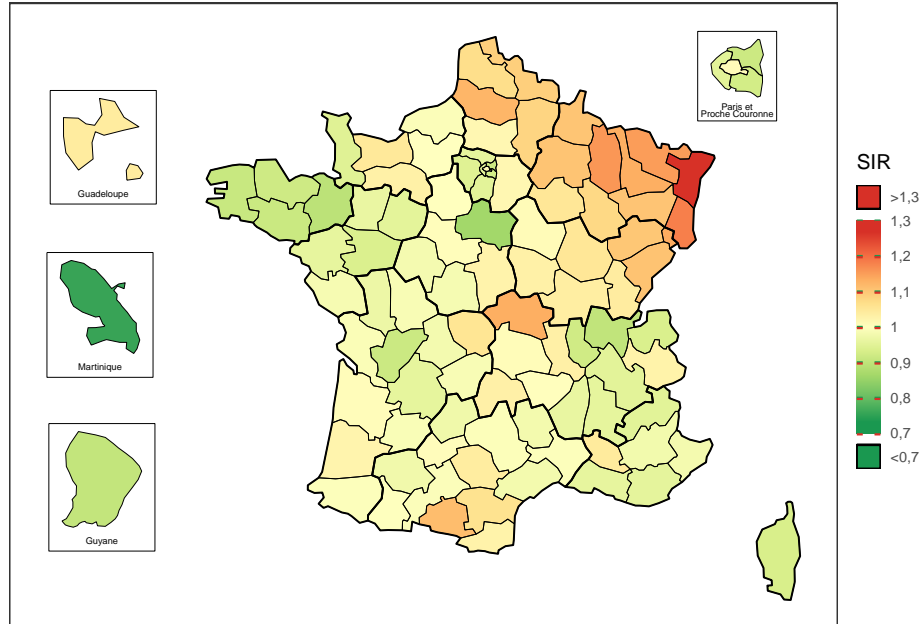 Paris et
Proche Couronne
Guadeloupe
Martinique
Guyane
SIR
>1,3
1,3
1,2
1,1
1
0,9
0,8
0,7
<0,7